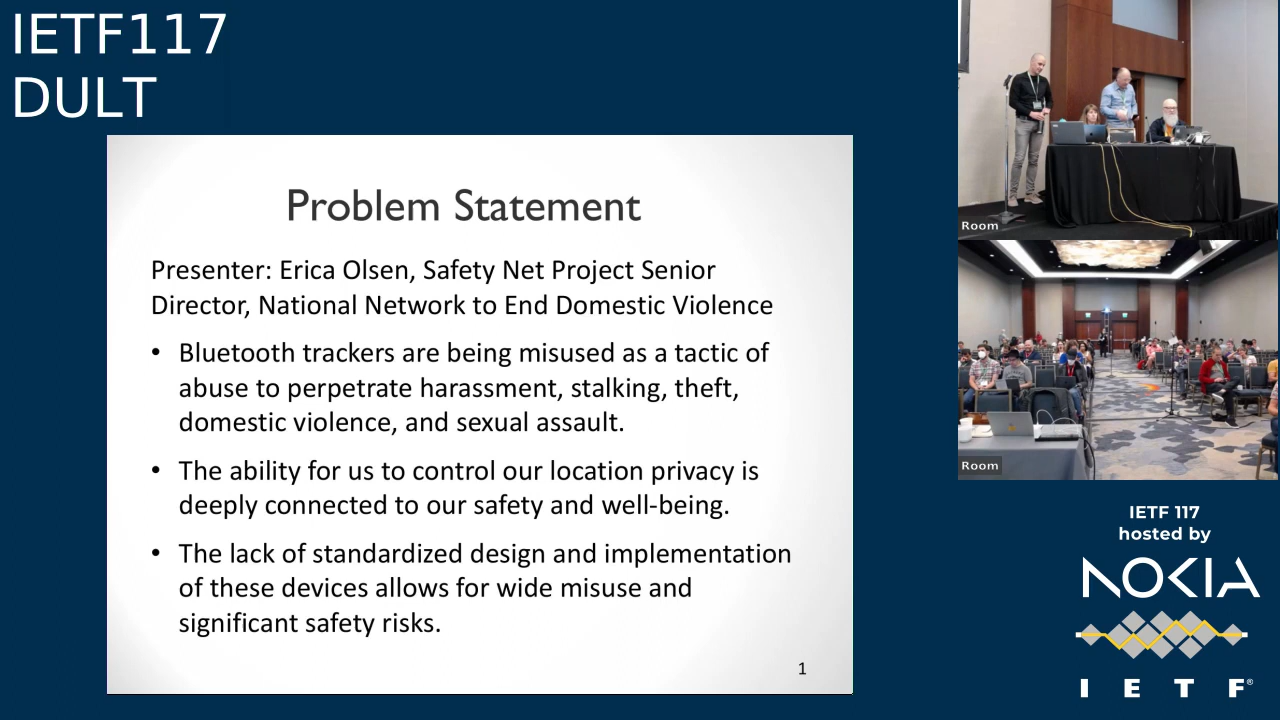 IETF117
DULT
Problem Statement
Presenter: Erica Olsen, Safety Net Project Senior
Director, National Network to End Domestic Violence
• Bluetooth trackers are being misused as a tactic of
abuse to perpetrate harassment, stalking, theft,
domestic violence, and sexual assault.
• The ability for us to control our location privacy is
deeply connected to our safety and well-being.
• The lack of standardized design and implementation
of these devices allows for wide misuse and
significant safety risks.
1
Room
Room
IETF 117
hosted by
NOKIA
I E T F®